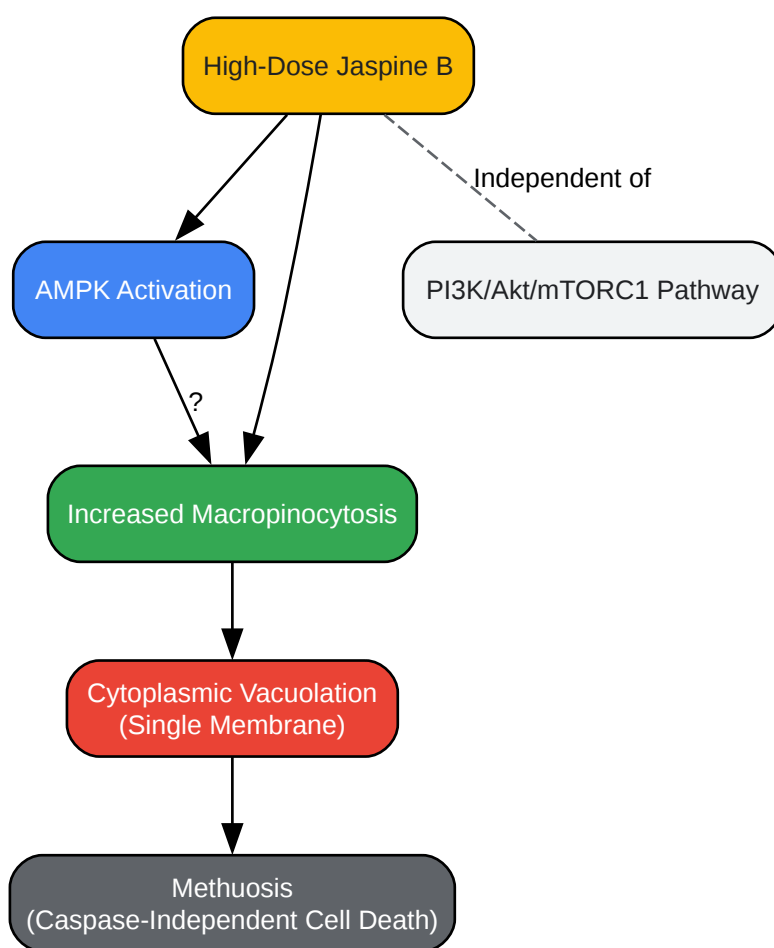 High-Dose Jaspine B
Independent of
AMPK Activation
PI3K/Akt/mTORC1 Pathway
?
Increased Macropinocytosis
Cytoplasmic Vacuolation
(Single Membrane)
Methuosis
(Caspase-Independent Cell Death)